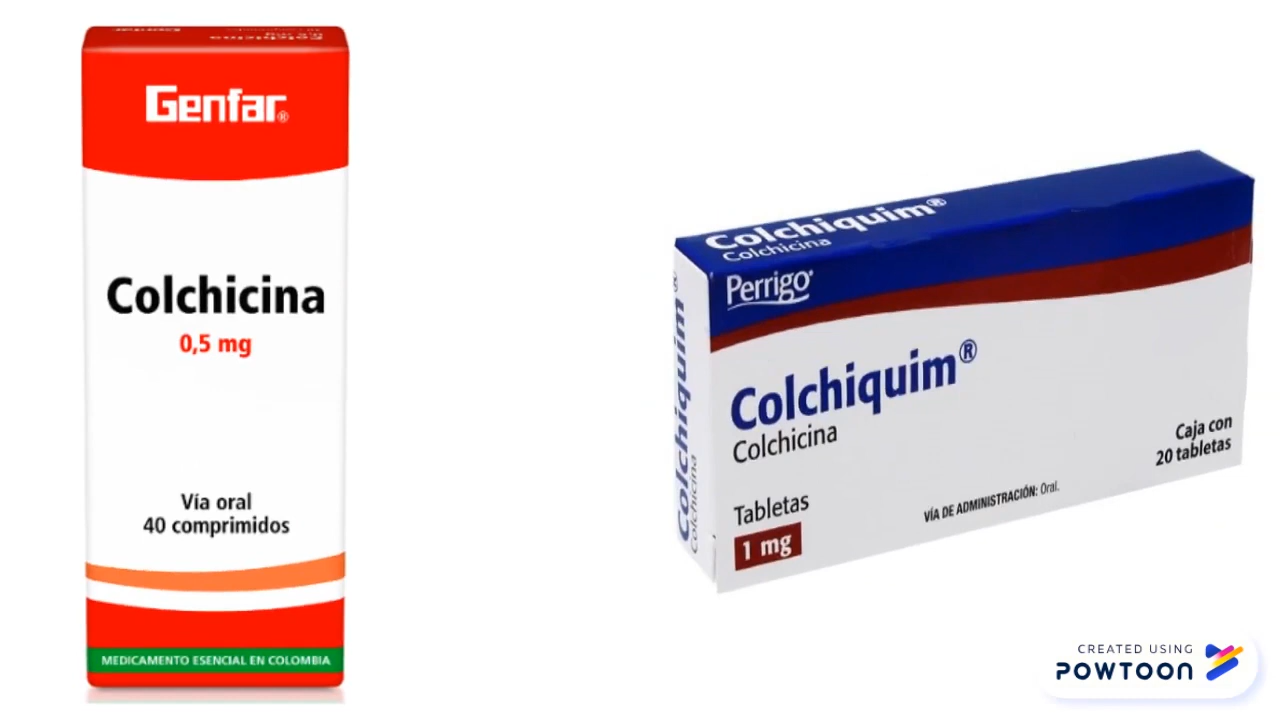 Genfar®
Colchicina
0,5 mg
Vía oral
40 comprimidos
MEDICAMENTO ESENCIAL EN COLOMBIA
Colchiquim®
Colchicina
Perrigo
Colchiquim®
Colchicina
Colchiquim®
Colchicina
Caja con
20 tabletas
Tabletas
VÍA DE ADMINISTRACIÓN: Oral.
1 mg
CREATED USING
POWTOON